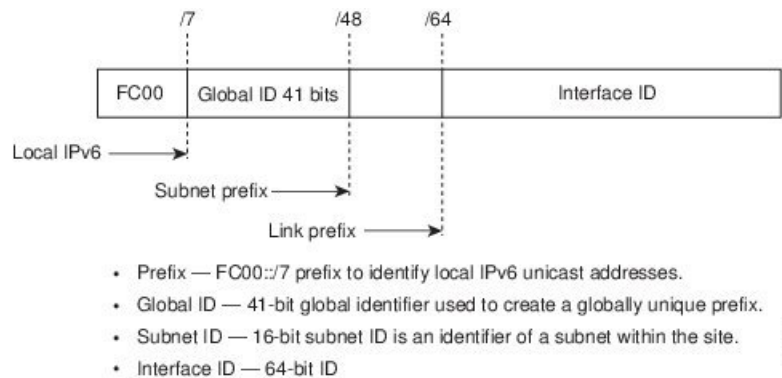 /7 /48 /64
FC00 Global ID 41 bits Interface ID
Local IPv6
Subnet prefix
Link prefix
• Prefix — FC00::/7 prefix to identify local IPv6 unicast addresses.
• Global ID — 41-bit global identifier used to create a globally unique prefix.
• Subnet ID — 16-bit subnet ID is an identifier of a subnet within the site.
• Interface ID — 64-bit ID